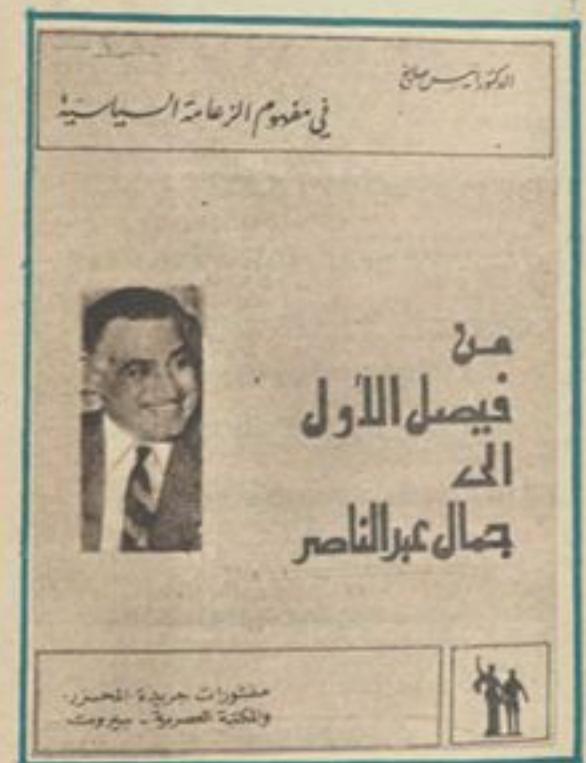 الدكتور أنيس صايغ
في مفهوم الزعامة السياسية
من
فيصل الأول
الى
جمال عبد الناصر
منشورات جريدة المحرر
والمكتبة العصرية - بيروت